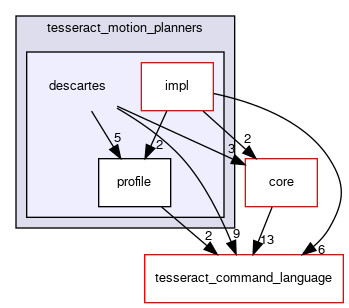 tesseract_motion_planners
descartes
impl
5
2
2
3
profile
core
2
9
13
6
tesseract_command_language